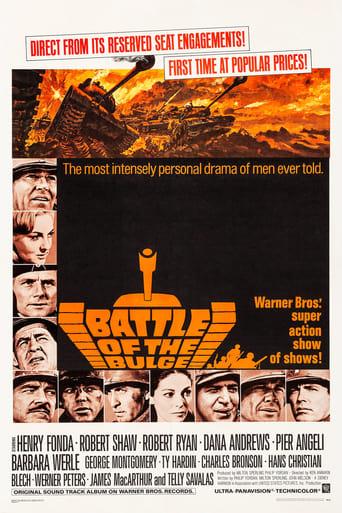 DIRECT FROM ITS RESERVED SEAT ENGAGEMENTS!
FIRST TIME AT POPULAR PRICES!
The most intensely personal drama of men ever told.
BATTLE
OF THE
BULGE
Warner Bros.'
super
action
show
of shows!
STARRING HENRY FONDA · ROBERT SHAW · ROBERT RYAN · DANA ANDREWS · PIER ANGELI
BARBARA WERLE GEORGE MONTGOMERY · TY HARDIN · CHARLES BRONSON · HANS CHRISTIAN
BLECH · WERNER PETERS · JAMES MacARTHUR and TELLY SAVALAS
ORIGINAL SOUND TRACK ALBUM ON WARNER BROS. RECORDS.
ULTRA-PANAVISION® TECHNICOLOR®